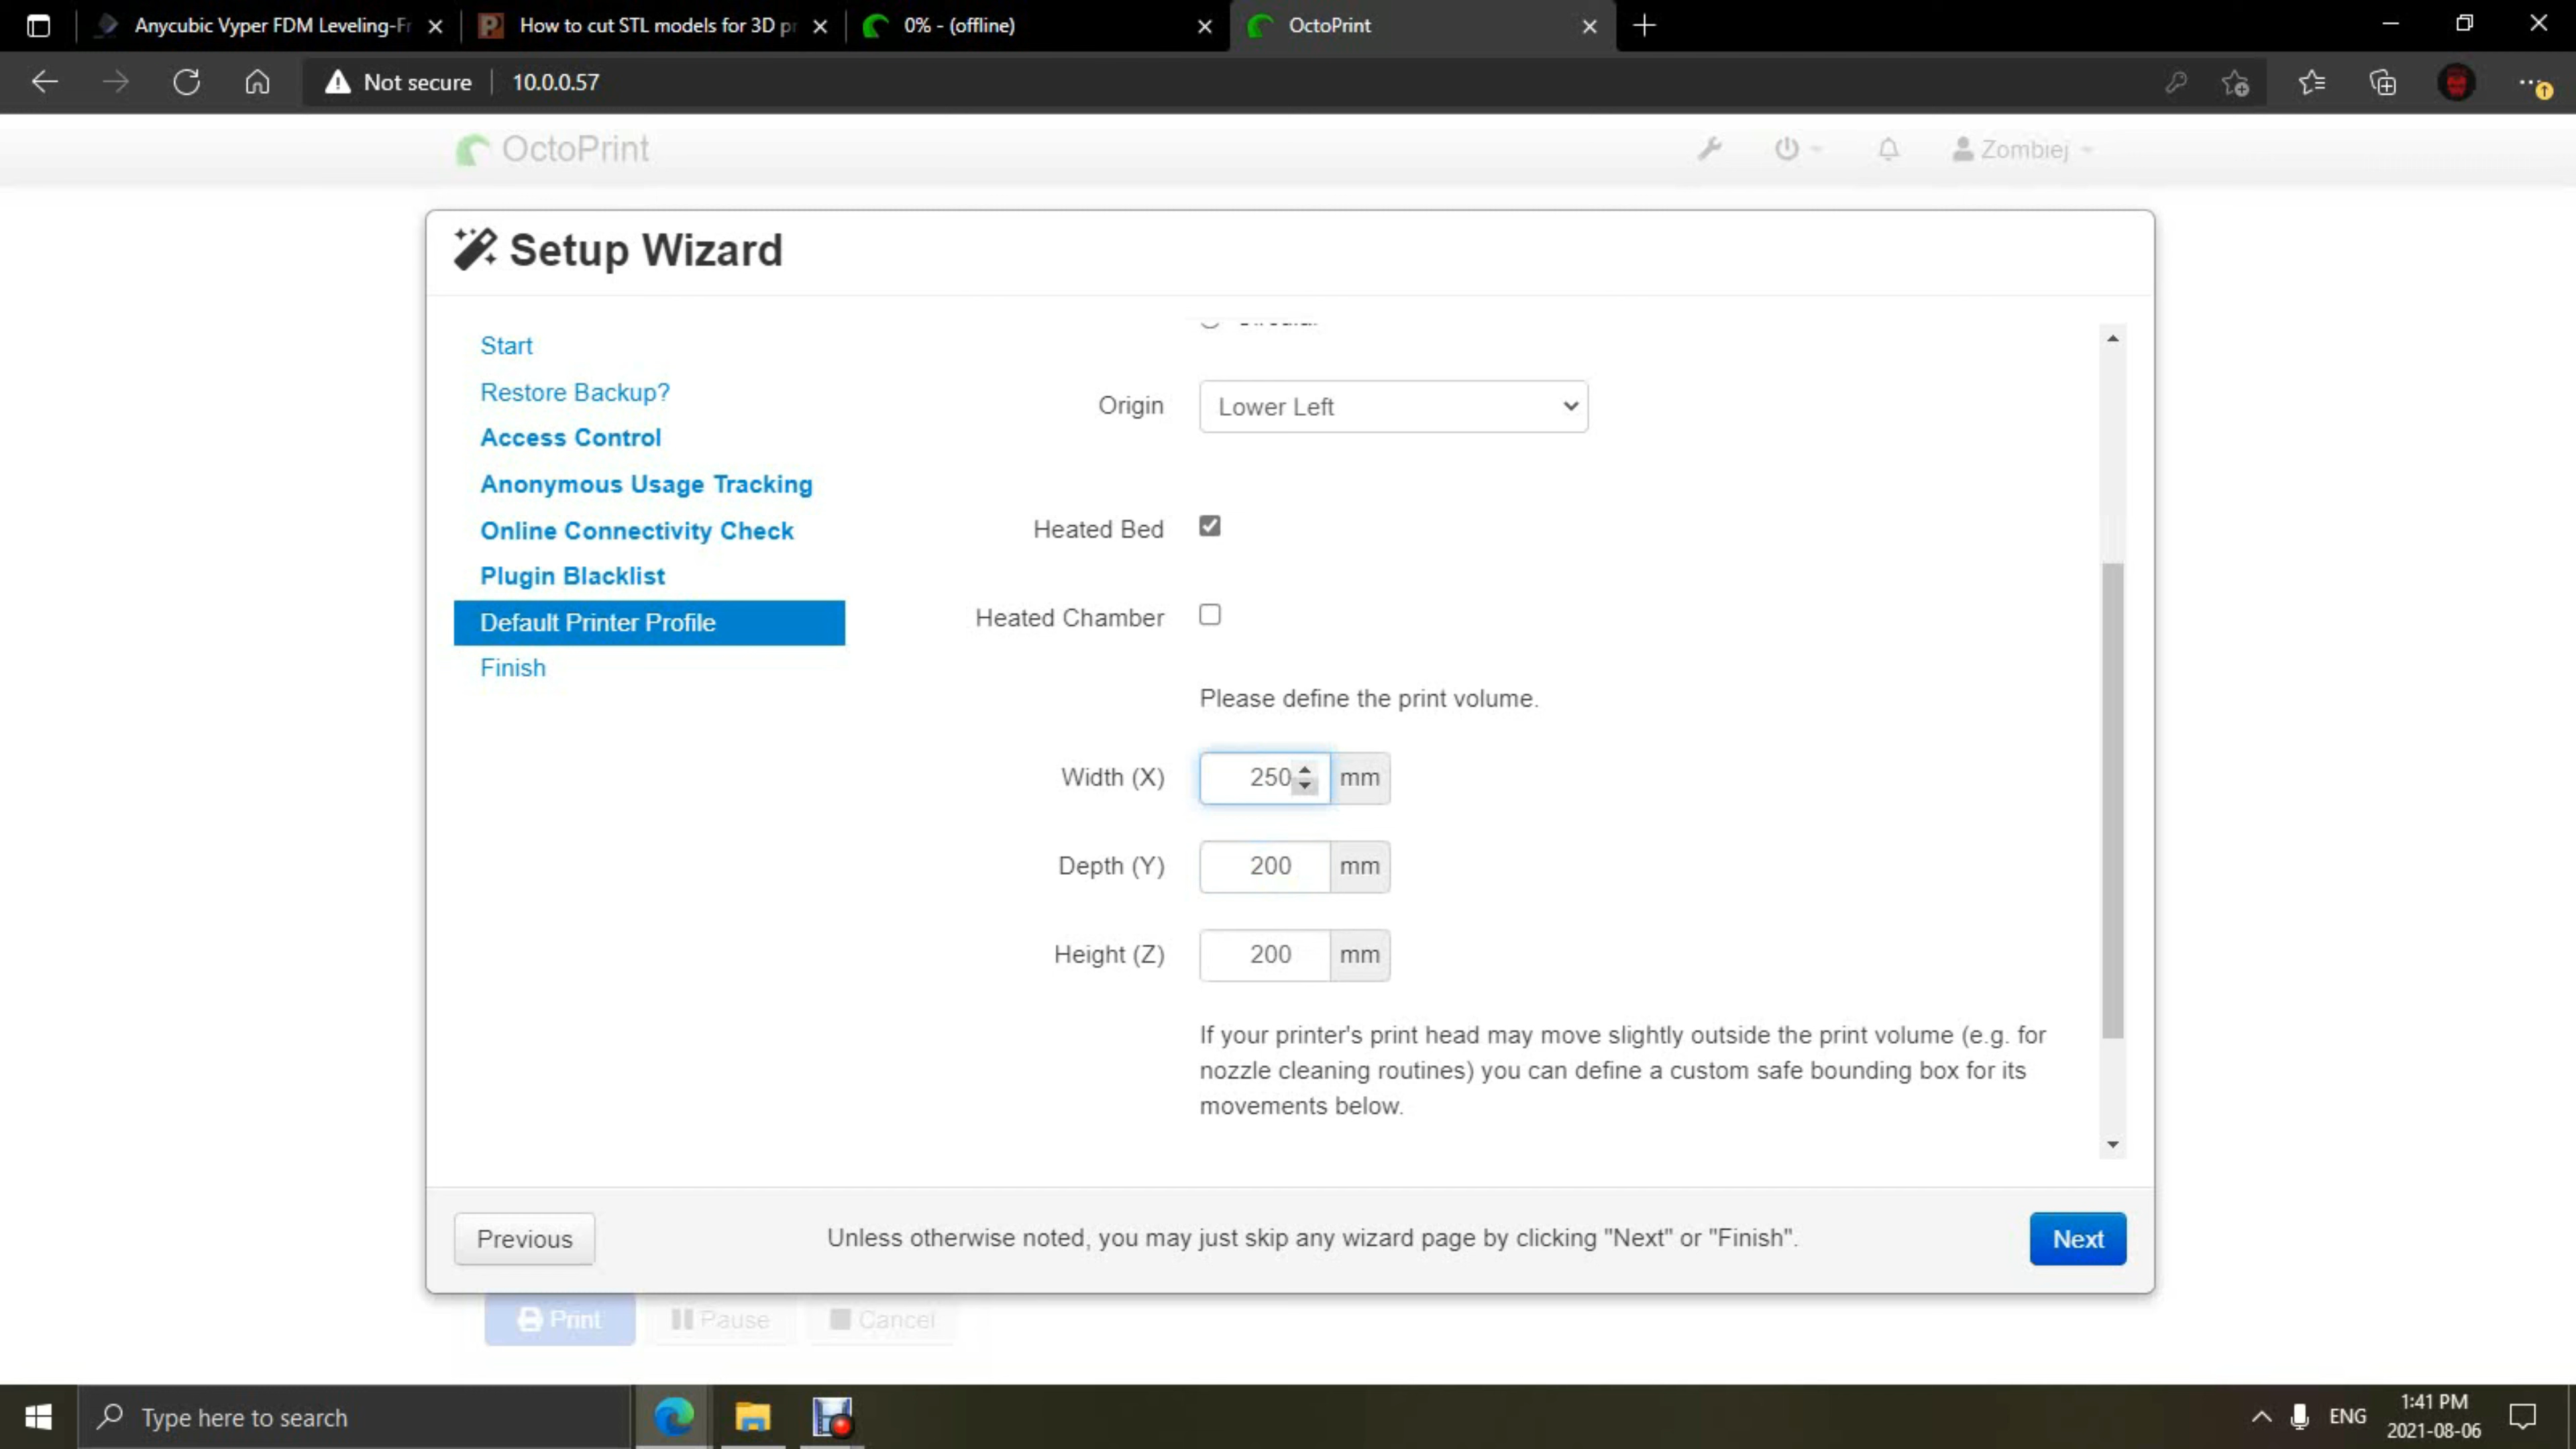 Anycubic Vyper FDM Leveling-Fr
How to cut STL models for 3D pr
0% - (offline)
OctoPrint
Not secure
10.0.0.57
OctoPrint
Zombiej
Setup Wizard
Start
Restore Backup?
Access Control
Anonymous Usage Tracking
Online Connectivity Check
Plugin Blacklist
Default Printer Profile
Finish
Origin
Lower Left
Heated Bed
Heated Chamber
Please define the print volume.
Width (X) 250 mm
Depth (Y) 200 mm
Height (Z) 200 mm
If your printer's print head may move slightly outside the print volume (e.g. for
nozzle cleaning routines) you can define a custom safe bounding box for its
movements below.
Previous
Unless otherwise noted, you may just skip any wizard page by clicking "Next" or "Finish".
Next
Print
Pause
Cancel
Type here to search
ENG
1:41 PM
2021-08-06